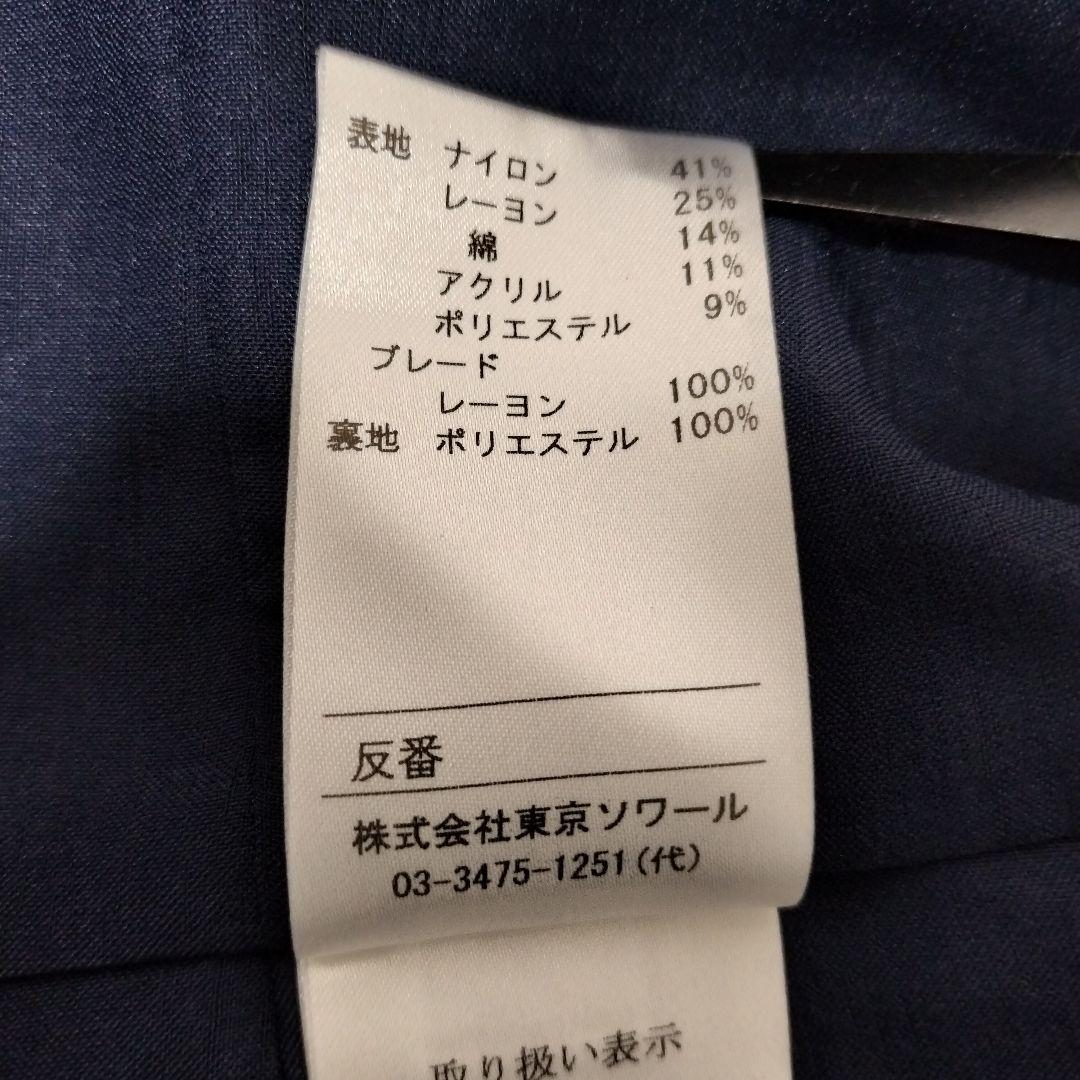 表地 ナイロン 41%
レーヨン 25%
綿 14%
アクリル 11%
ポリエステル 9%
ブレード
レーヨン 100%
裏地 ポリエステル 100%
反番
株式会社東京ソワール
03-3475-1251(代)
取り扱い表示